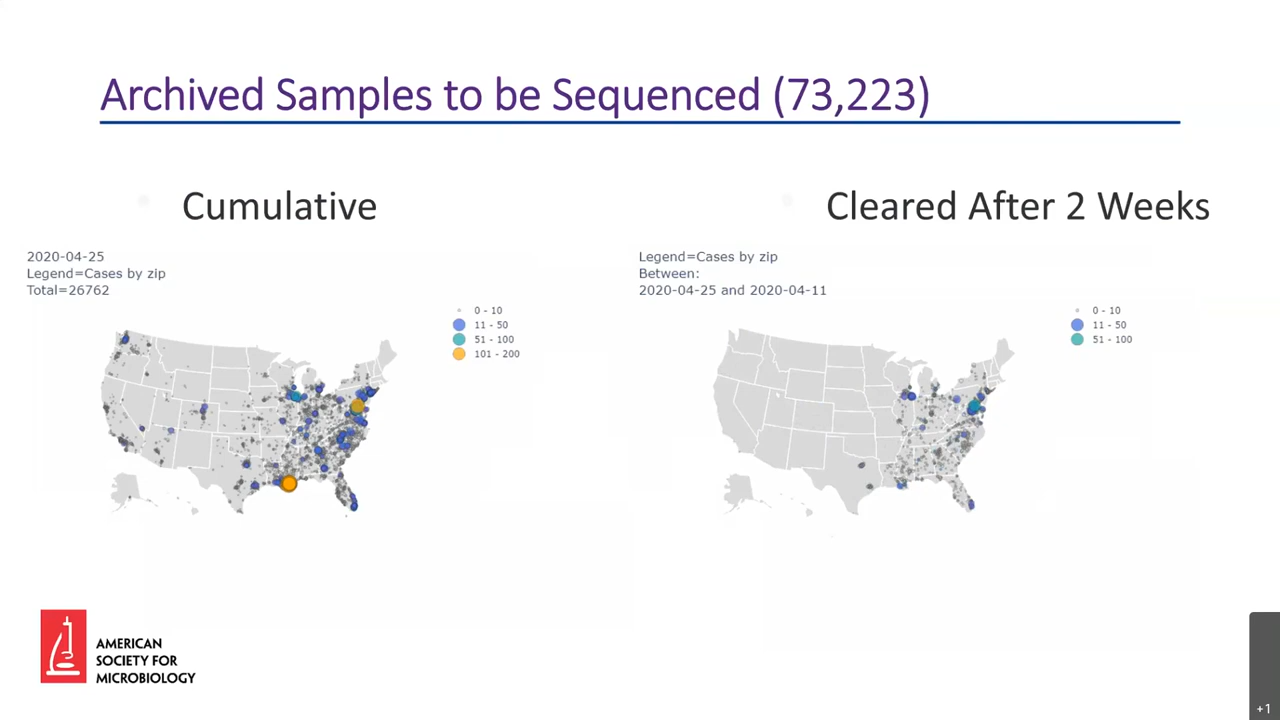 Archived Samples to be Sequenced (73,223)
Cumulative
2020-04-25
Legend=Cases by zip
Total=26762
0 - 10
11 - 50
51 - 100
101 - 200
Cleared After 2 Weeks
Legend=Cases by zip
Between:
2020-04-25 and 2020-04-11
0 - 10
11 - 50
51 - 100
AMERICAN
SOCIETY FOR
MICROBIOLOGY
+1